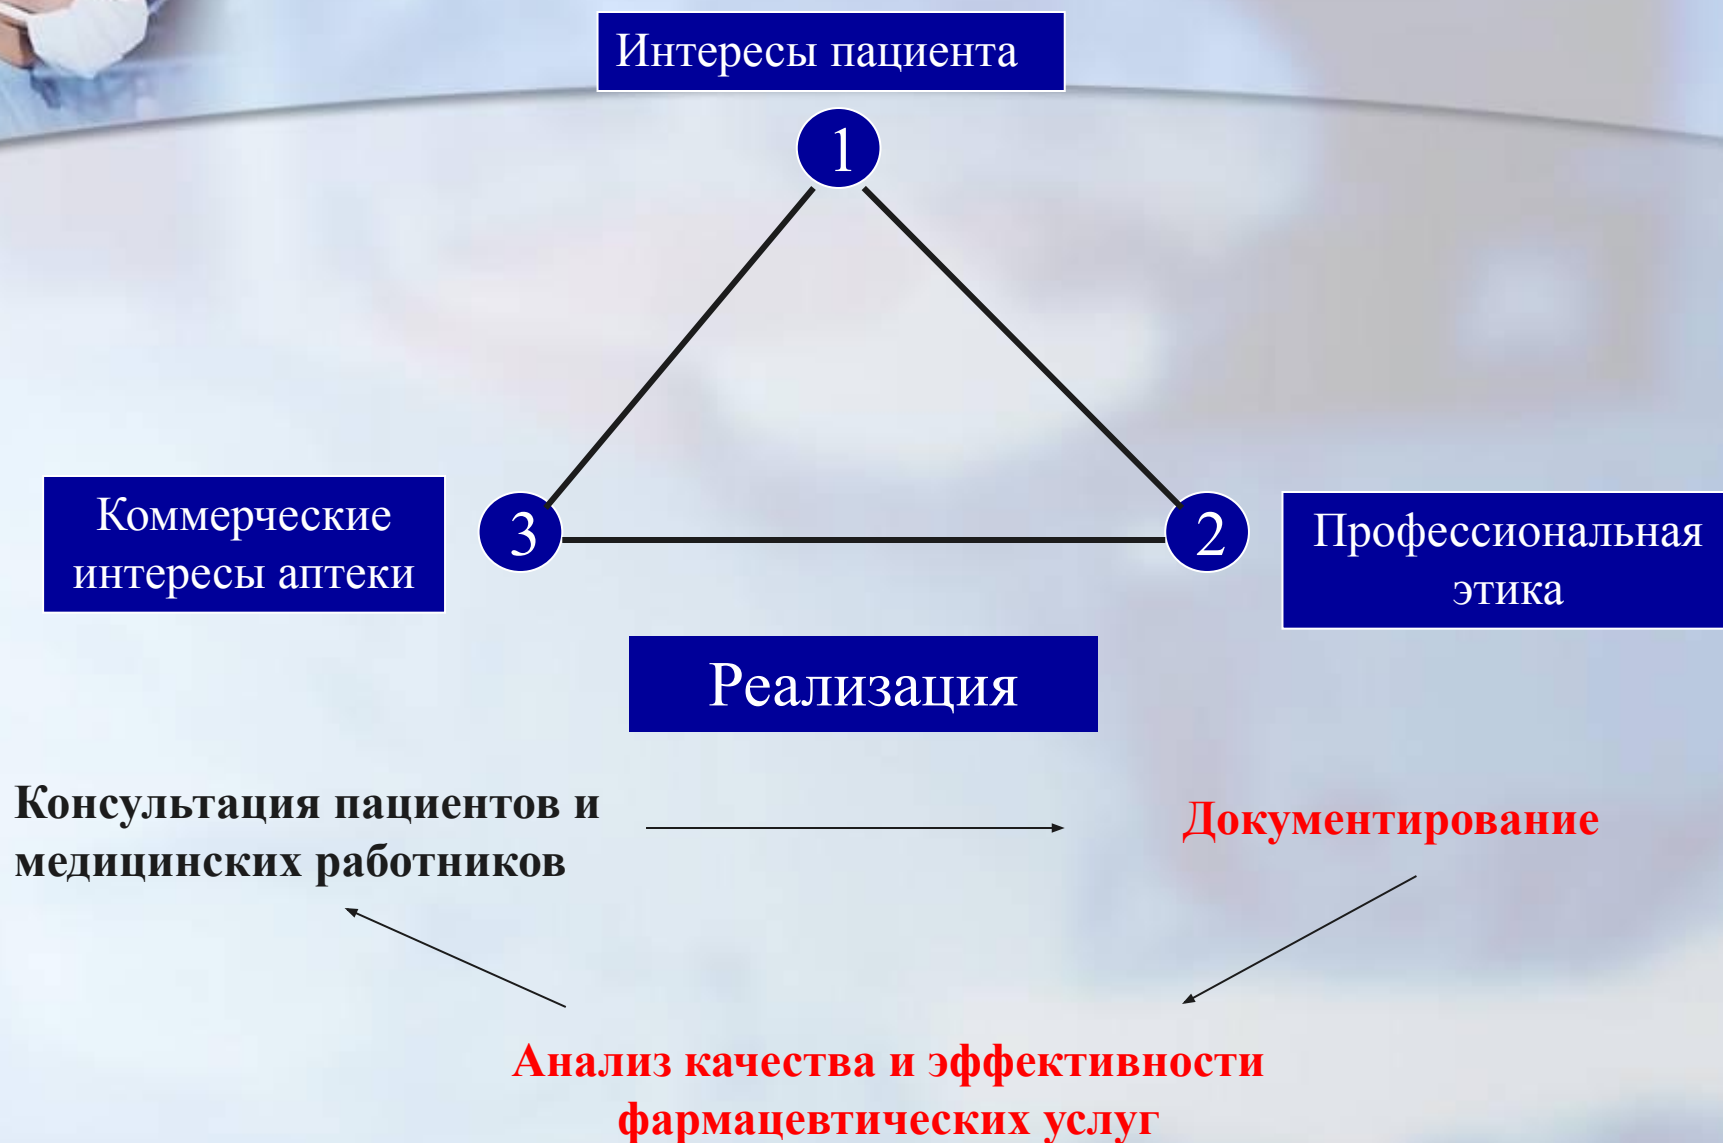 Интересы пациента
1
3
2
Коммерческие
интересы аптеки
Профессиональная
этика
Реализация
Консультация пациентов и
медицинских работников
Документирование
Анализ качества и эффективности
фармацевтических услуг